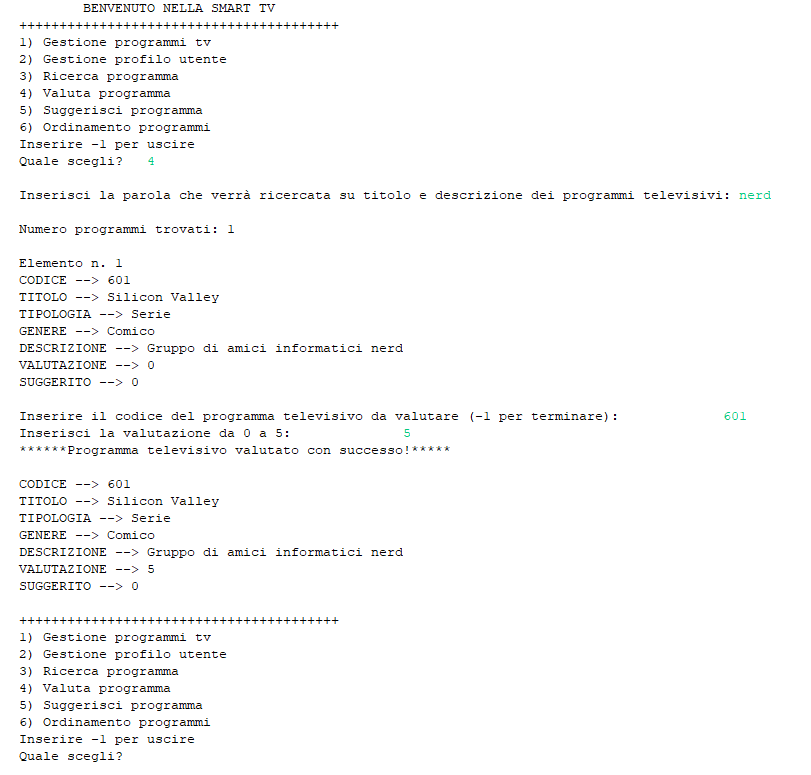 BENVENUTO NELLA SMART TV
++++++++++++++++++++++++++++++++++++++++
1) Gestione programmi tv
2) Gestione profilo utente
3) Ricerca programma
4) Valuta programma
5) Suggerisci programma
6) Ordinamento programmi
Inserire -1 per uscire
Quale scegli? 4
Inserisci la parola che verrà ricercata su titolo e descrizione dei programmi televisivi: nerd
Numero programmi trovati: 1
Elemento n. 1
CODICE --> 601
TITOLO --> Silicon Valley
TIPOLOGIA --> Serie
GENERE --> Comico
DESCRIZIONE --> Gruppo di amici informatici nerd
VALUTAZIONE --> 0
SUGGERITO --> 0
Inserire il codice del programma televisivo da valutare (-1 per terminare): 601
Inserisci la valutazione da 0 a 5: 5
******Programma televisivo valutato con successo!*****
CODICE --> 601
TITOLO --> Silicon Valley
TIPOLOGIA --> Serie
GENERE --> Comico
DESCRIZIONE --> Gruppo di amici informatici nerd
VALUTAZIONE --> 5
SUGGERITO --> 0
++++++++++++++++++++++++++++++++++++++++
1) Gestione programmi tv
2) Gestione profilo utente
3) Ricerca programma
4) Valuta programma
5) Suggerisci programma
6) Ordinamento programmi
Inserire -1 per uscire
Quale scegli?